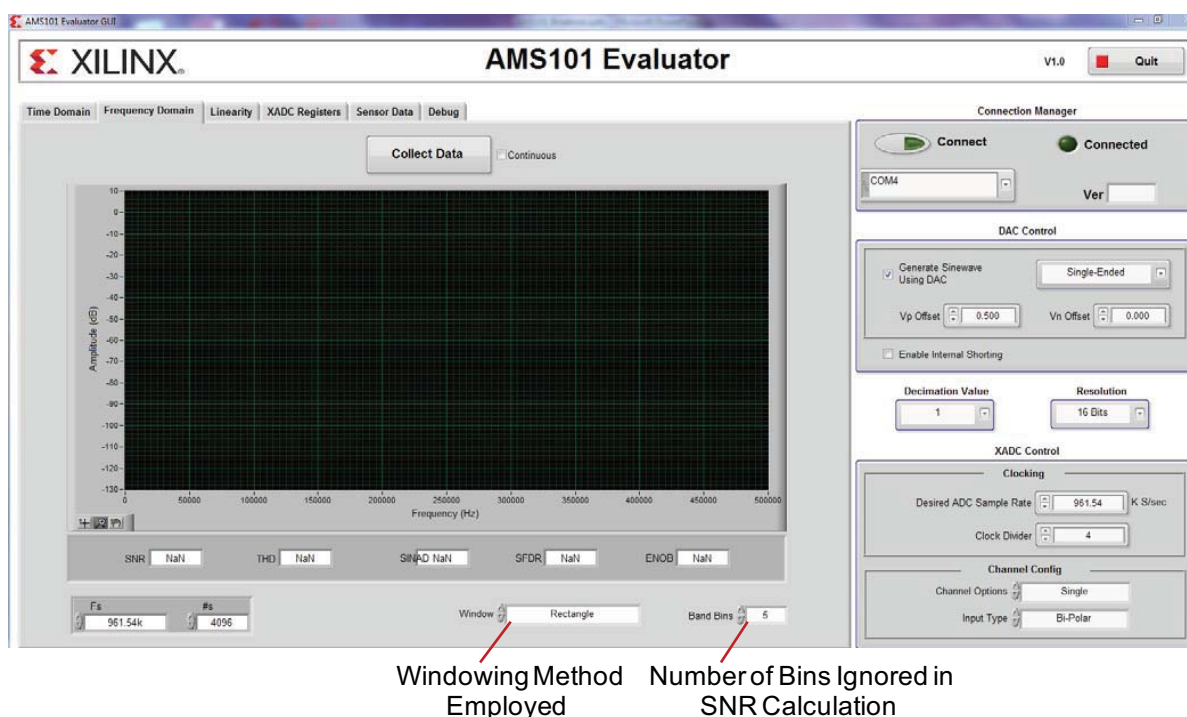 AMS101 Evaluator GUI
XILINX®
AMS101 Evaluator
V1.0
Quit
Time Domain
Frequency Domain
Linearity
XADC Registers
Sensor Data
Debug
Collect Data
Continuous
Amplitude (dB)
10
0
-10
-20
-30
-40
-50
-60
-70
-80
-90
-100
-110
-120
-130
0 50000 100000 150000 200000 250000 300000 350000 400000 450000 500000
Frequency (Hz)
SNR NaN
THD NaN
SINAD NaN
SFDR NaN
ENOB NaN
Fs
961.54k
#s
4096
Window Rectangle
Band Bins 5
Connection Manager
Connect
Connected
COM4
Ver
DAC Control
Generate Sinewave
Using DAC
Single-Ended
Vp Offset 0.500
Vn Offset 0.000
Enable Internal Shorting
Decimation Value
1
Resolution
16 Bits
XADC Control
Clocking
Desired ADC Sample Rate 961.54 K S/sec
Clock Divider 4
Channel Config
Channel Options Single
Input Type Bi-Polar
Windowing Method
Employed
Number of Bins Ignored in
SNR Calculation